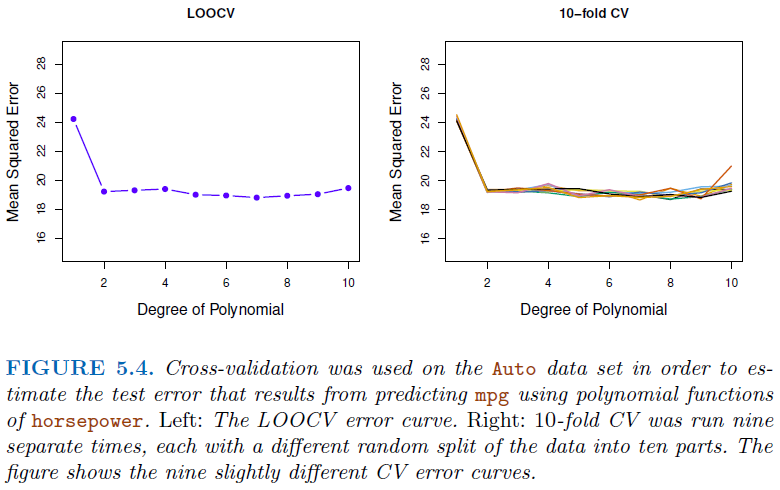 LOOCV
Mean Squared Error
28
26
24
22
20
18
16
2 4 6 8 10
Degree of Polynomial
10−fold CV
Mean Squared Error
28
26
24
22
20
18
16
2 4 6 8 10
Degree of Polynomial
FIGURE 5.4. Cross-validation was used on the Auto data set in order to es-
timate the test error that results from predicting mpg using polynomial functions
of horsepower. Left: The LOOCV error curve. Right: 10-fold CV was run nine
separate times, each with a different random split of the data into ten parts. The
figure shows the nine slightly different CV error curves.